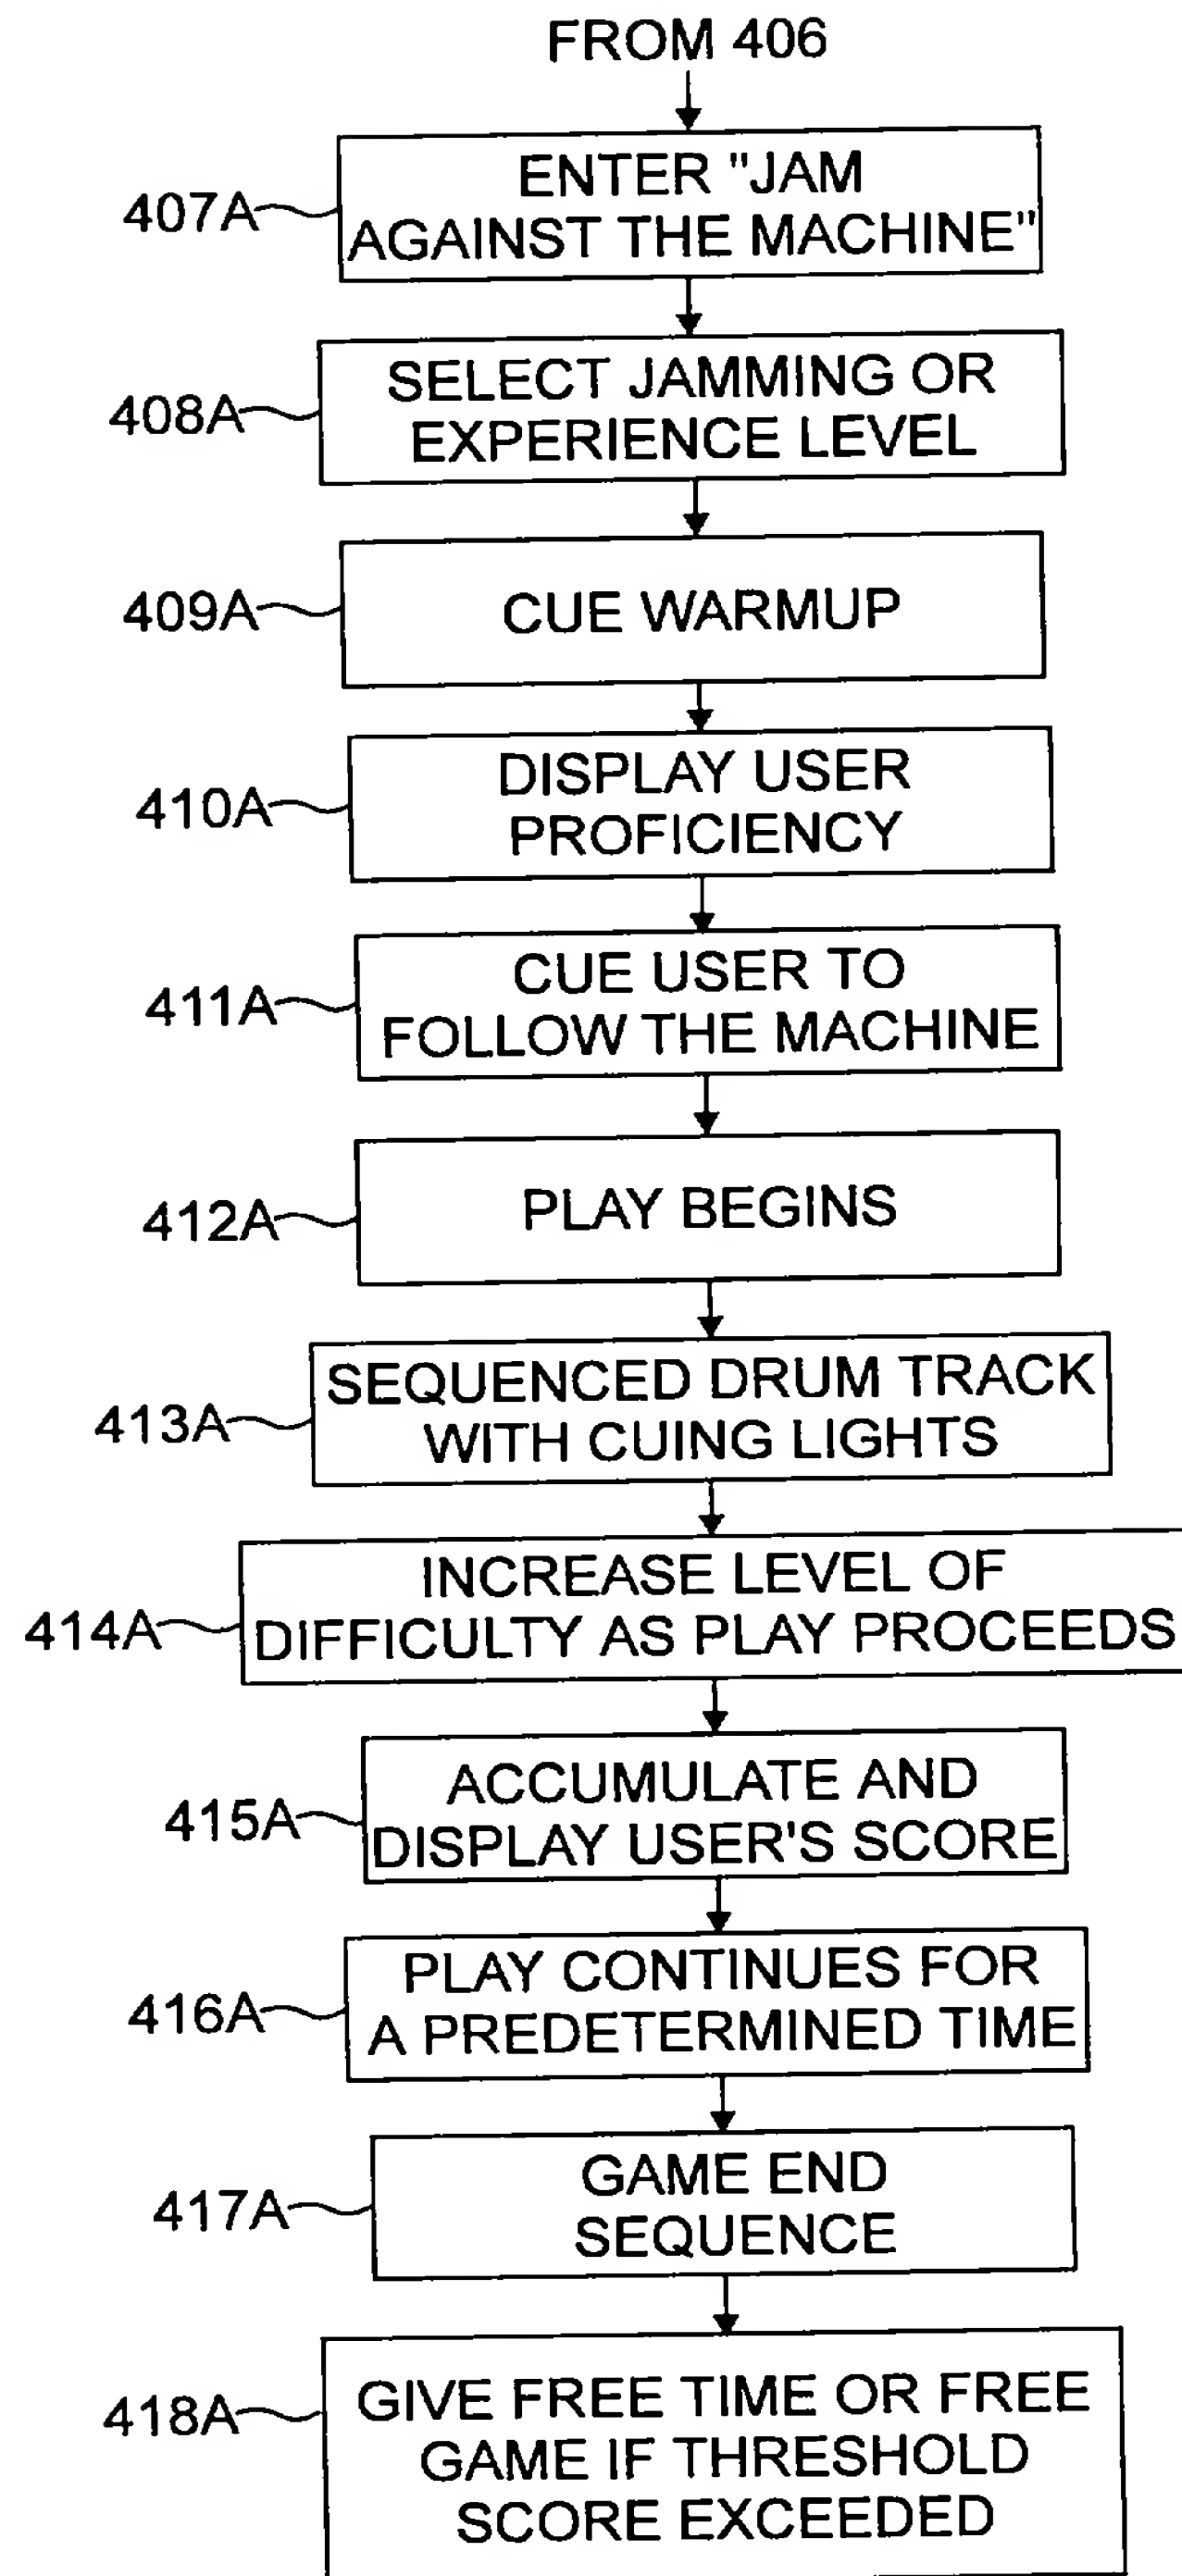 FROM 406
407A
ENTER "JAM
AGAINST THE MACHINE"
408A
SELECT JAMMING OR
EXPERIENCE LEVEL
409A
CUE WARMUP
410A
DISPLAY USER
PROFICIENCY
411A
CUE USER TO
FOLLOW THE MACHINE
412A
PLAY BEGINS
413A
SEQUENCED DRUM TRACK
WITH CUING LIGHTS
414A
INCREASE LEVEL OF
DIFFICULTY AS PLAY PROCEEDS
415A
ACCUMULATE AND
DISPLAY USER'S SCORE
416A
PLAY CONTINUES FOR
A PREDETERMINED TIME
417A
GAME END
SEQUENCE
418A
GIVE FREE TIME OR FREE
GAME IF THRESHOLD
SCORE EXCEEDED